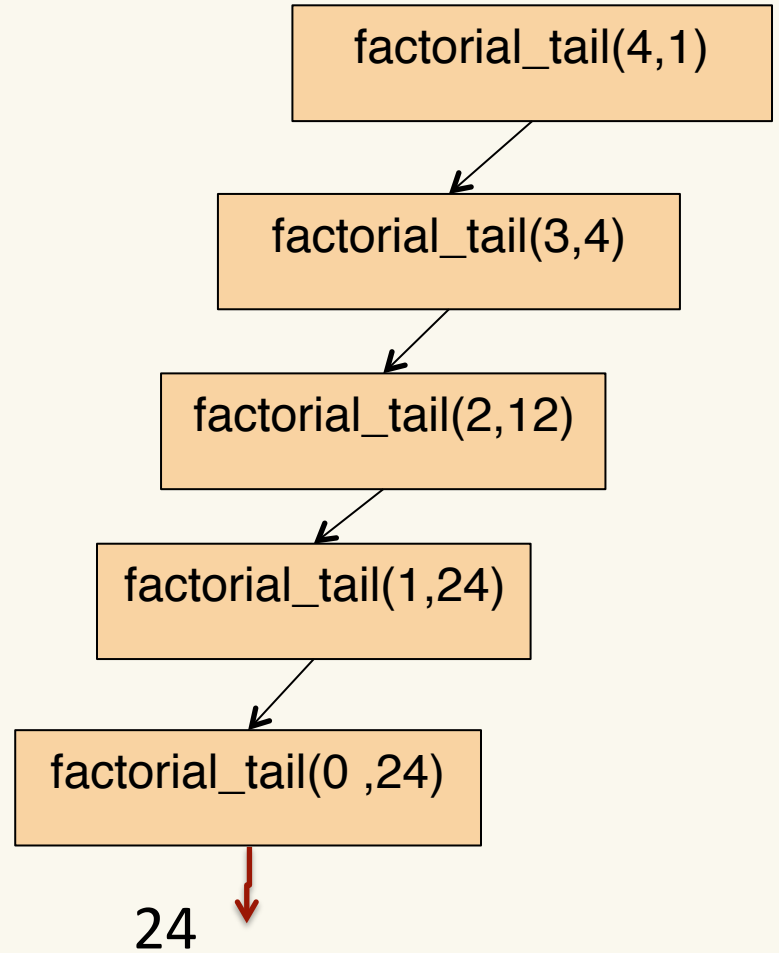 factorial_tail(4,1)
factorial_tail(3,4)
factorial_tail(2,12)
factorial_tail(1,24)
factorial_tail(0 ,24)
24